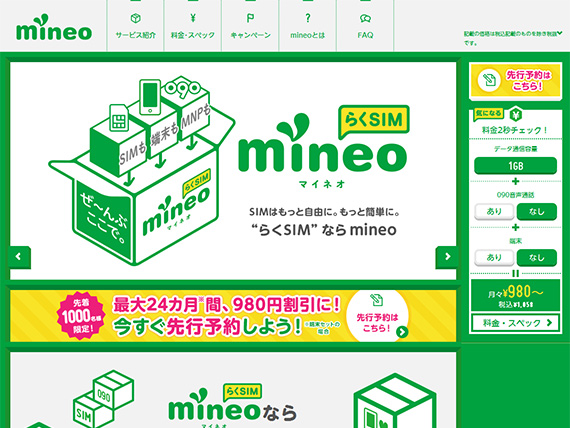 mineo
サービス紹介
料金・スペック
キャンペーン
mineoとは
FAQ
記載の価格は税込記載のものを除き税抜
です。
SIMも
端末も
MNPも
090
ぜ〜んぶ
ここで。
らくSIM
mineo
マイネオ
らくSIM
mineo
マイネオ
SIMはもっと自由に。もっと簡単に。
“らくSIM” なら mineo
先行予約は
こちら!
気になる
料金2秒チェック!
データ通信容量
1GB
090音声通話
あり
なし
端末
あり
なし
月々¥980〜
税込¥1,058
料金・スペック
先着
1000名様
限定!
最大24カ月※間、980円割引に!
今すぐ先行予約しよう!
※端末セットの
場合
先行予約は
こちら!
090
SIM
らくSIM
mineoなら
マイネオ